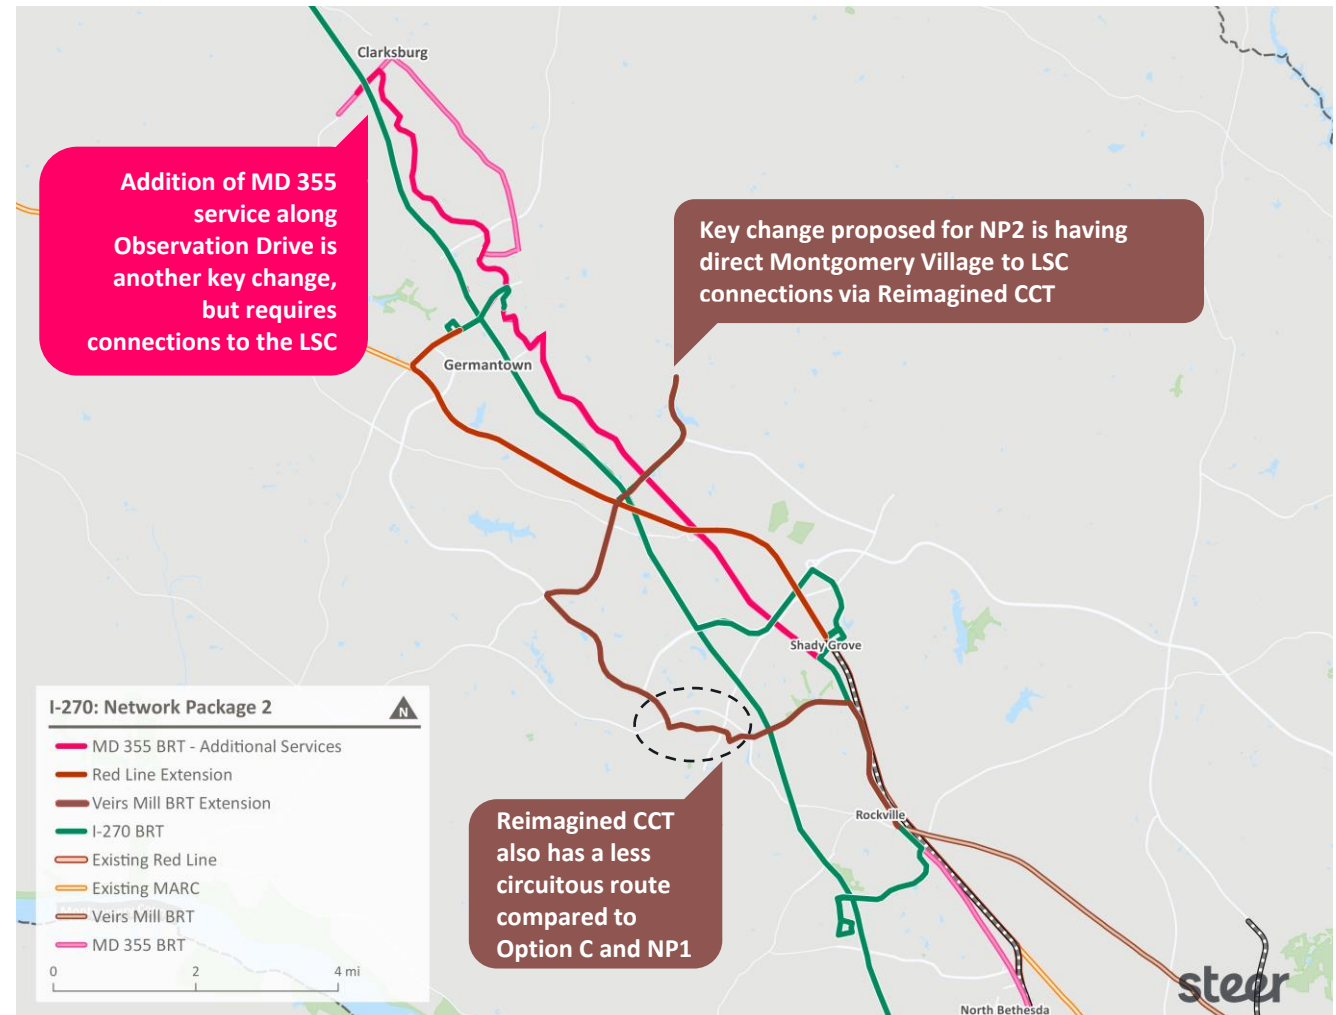 Clarksburg
Addition of MD 355
service along
Observation Drive is
another key change,
but requires
connections to the LSC
Key change proposed for NP2 is having
direct Montgomery Village to LSC
connections via Reimagined CCT
Germantown
Shady Grove
I-270: Network Package 2
N
MD 355 BRT - Additional Services
Red Line Extension
Veirs Mill BRT Extension
I-270 BRT
Existing Red Line
Existing MARC
Veirs Mill BRT
MD 355 BRT
0 2 4 mi
Reimagined CCT
also has a less
circuitous route
compared to
Option C and NP1
Rockville
steer
North Bethesda